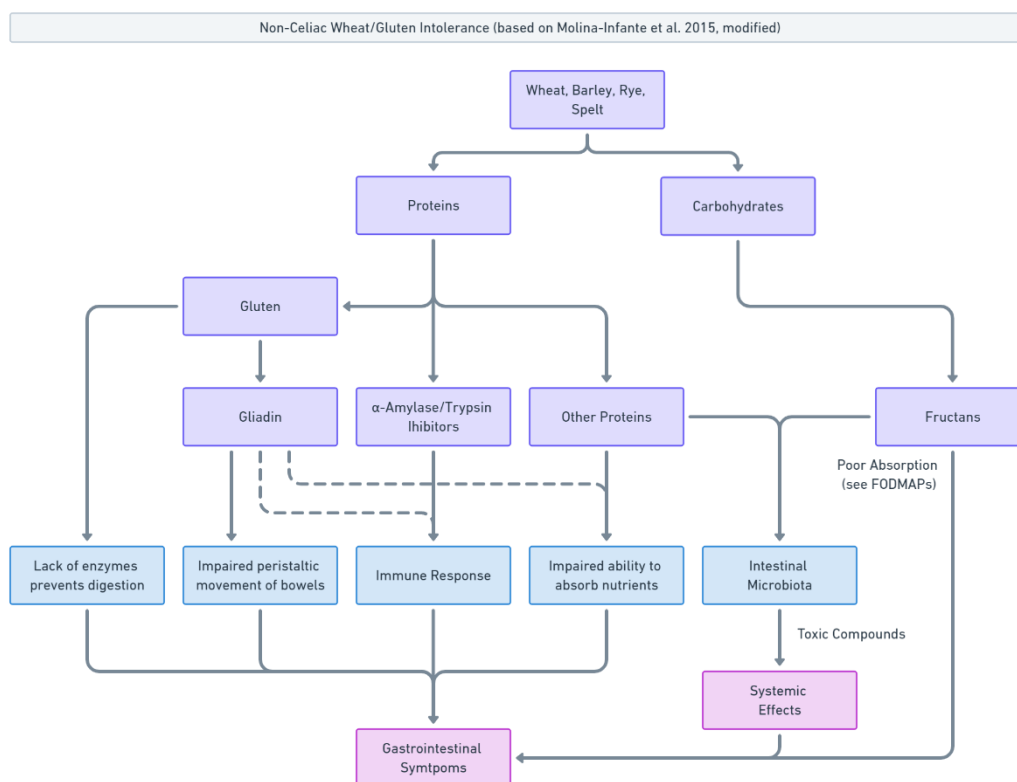 Non-Celiac Wheat/Gluten Intolerance (based on Molina-Infante et al. 2015, modified)
Wheat, Barley, Rye,
Spelt
Proteins
Carbohydrates
Gluten
Gliadin
α-Amylase/Trypsin
Ihibitors
Other Proteins
Fructans
Poor Absorption
(see FODMAPs)
Lack of enzymes
prevents digestion
Impaired peristaltic
movement of bowels
Immune Response
Impaired ability to
absorb nutrients
Intestinal
Microbiota
Toxic Compounds
Systemic
Effects
Gastrointestinal
Symtpoms